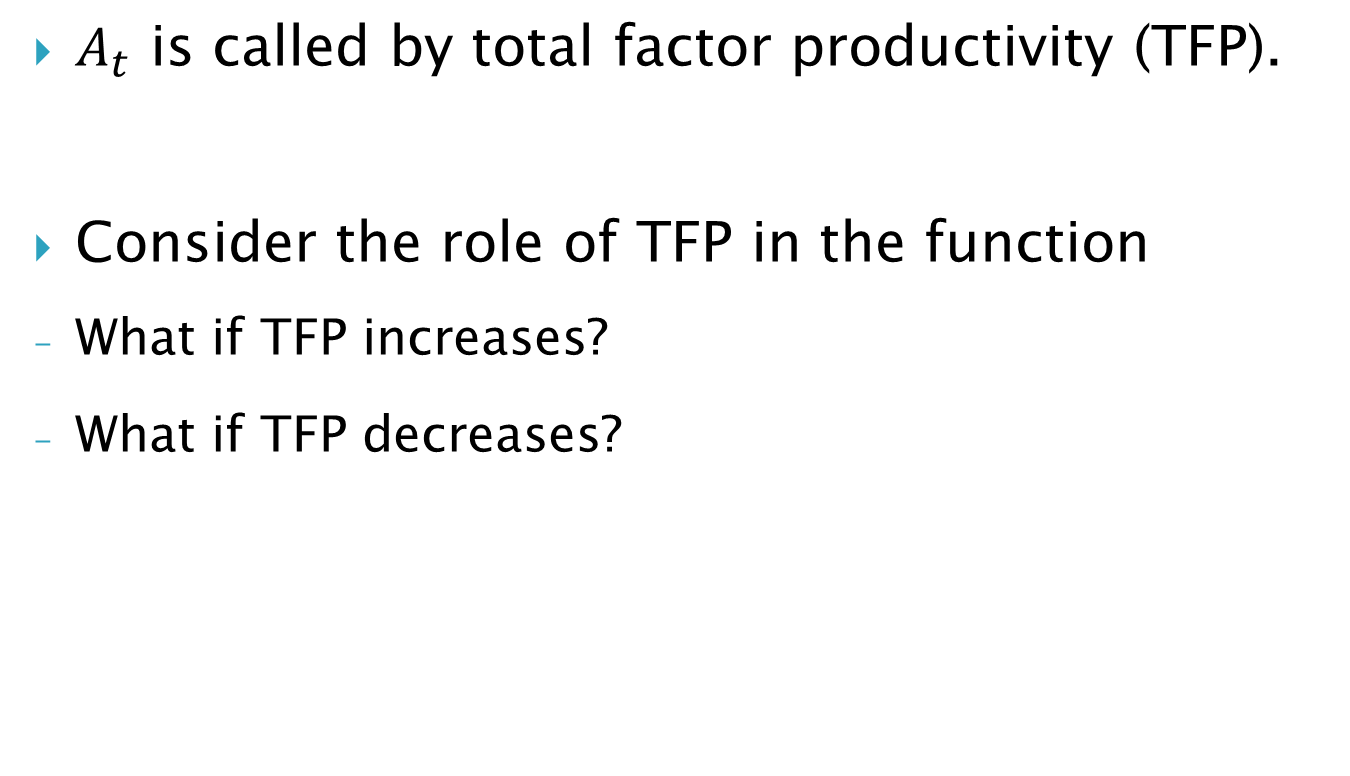 𝐴ₜ is called by total factor productivity (TFP).
Consider the role of TFP in the function
– What if TFP increases?
– What if TFP decreases?